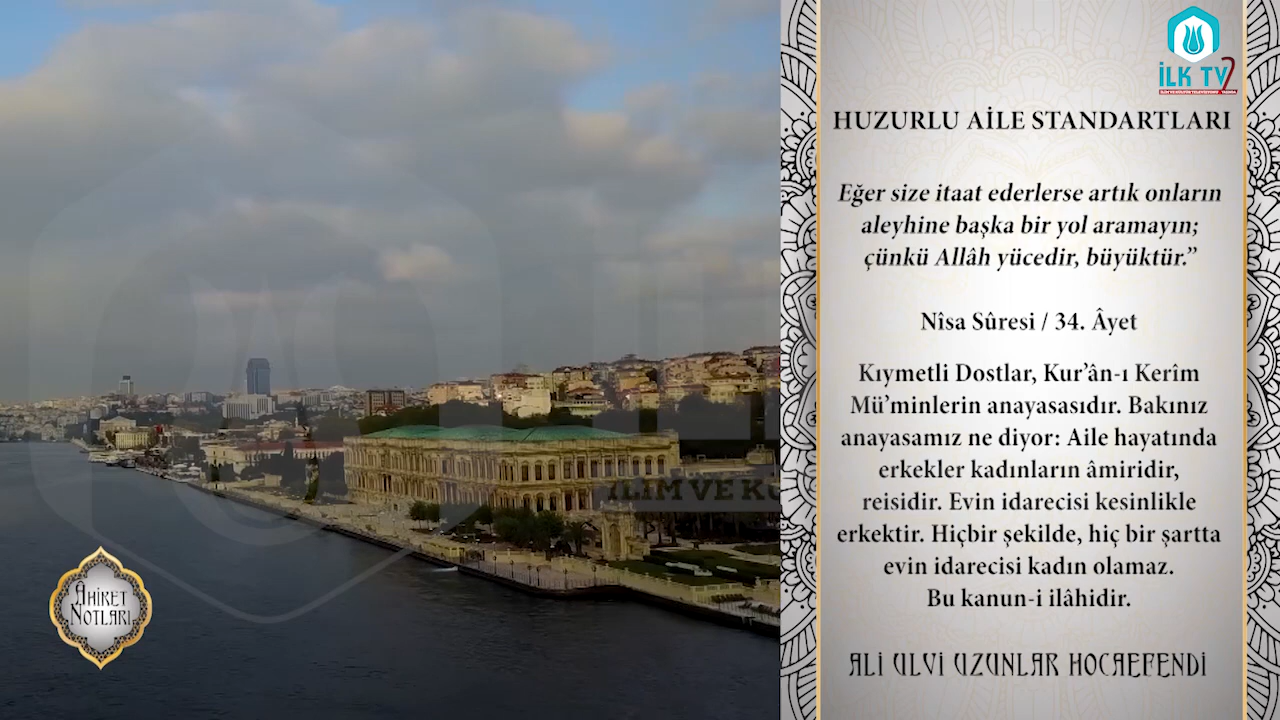 İLK TV 2
HUZURLU AİLE STANDARTLARI
Eğer size itaat ederlerse artık onların
aleyhine başka bir yol aramayın;
çünkü Allâh yücedir, büyüktür.”
Nîsa Sûresi / 34. Âyet
Kıymetli Dostlar, Kur’ân-ı Kerîm
Mü’minlerin anayasasıdır. Bakınız
anayasamız ne diyor: Aile hayatında
erkekler kadınların âmiridir,
reisidir. Evin idarecisi kesinlikle
erkektir. Hiçbir şekilde, hiç bir şartta
evin idarecisi kadın olamaz.
Bu kanun-i ilâhidir.
ALİ ULVİ UZUNLAR HOCAEFENDİ
İLİM VE
AHİRET
NOTLARI